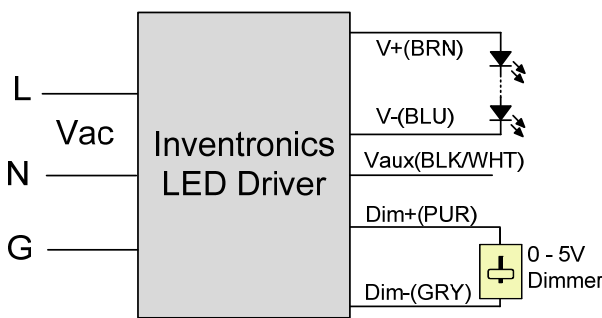 L
Vac
N
G
Inventronics
LED Driver
V+(BRN)
V-(BLU)
Vaux(BLK/WHT)
Dim+(PUR)
Dim-(GRY)
0 - 5V
Dimmer